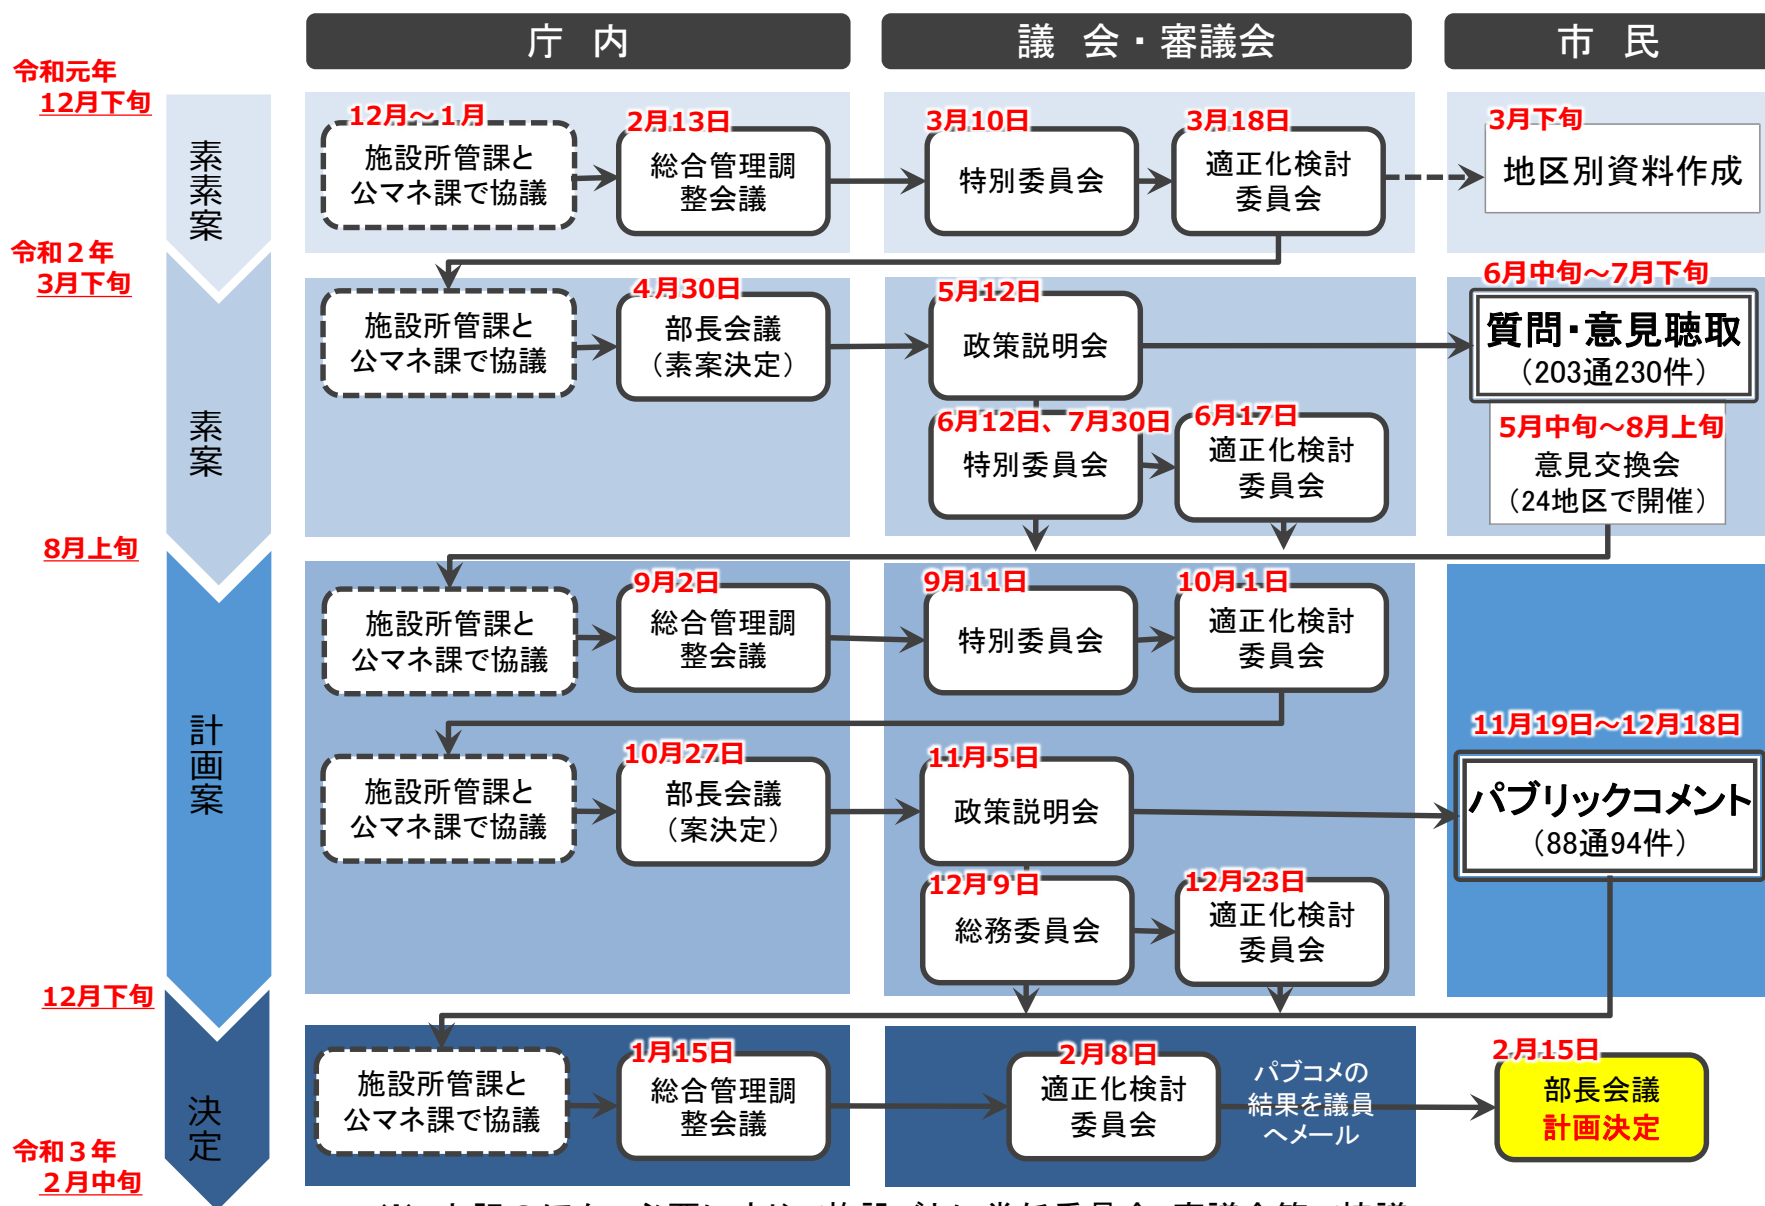 庁 内
議 会・審議会
市 民
令和元年
12月下旬
素素案
12月～1月
施設所管課と
公マネ課で協議
2月13日
総合管理調
整会議
3月10日
特別委員会
3月18日
適正化検討
委員会
3月下旬
地区別資料作成
令和2年
3月下旬
素案
施設所管課と
公マネ課で協議
4月30日
部長会議
（素案決定）
5月12日
政策説明会
6月中旬～7月下旬
質問・意見聴取
（203通230件）
6月12日、7月30日
特別委員会
6月17日
適正化検討
委員会
5月中旬～8月上旬
意見交換会
（24地区で開催）
8月上旬
計画案
施設所管課と
公マネ課で協議
9月2日
総合管理調
整会議
9月11日
特別委員会
10月1日
適正化検討
委員会
施設所管課と
公マネ課で協議
10月27日
部長会議
（案決定）
11月5日
政策説明会
11月19日～12月18日
パブリックコメント
（88通94件）
12月9日
総務委員会
12月23日
適正化検討
委員会
12月下旬
決定
施設所管課と
公マネ課で協議
1月15日
総合管理調
整会議
2月8日
適正化検討
委員会
パブコメの
結果を議員
へメール
2月15日
部長会議
計画決定
令和3年
2月中旬